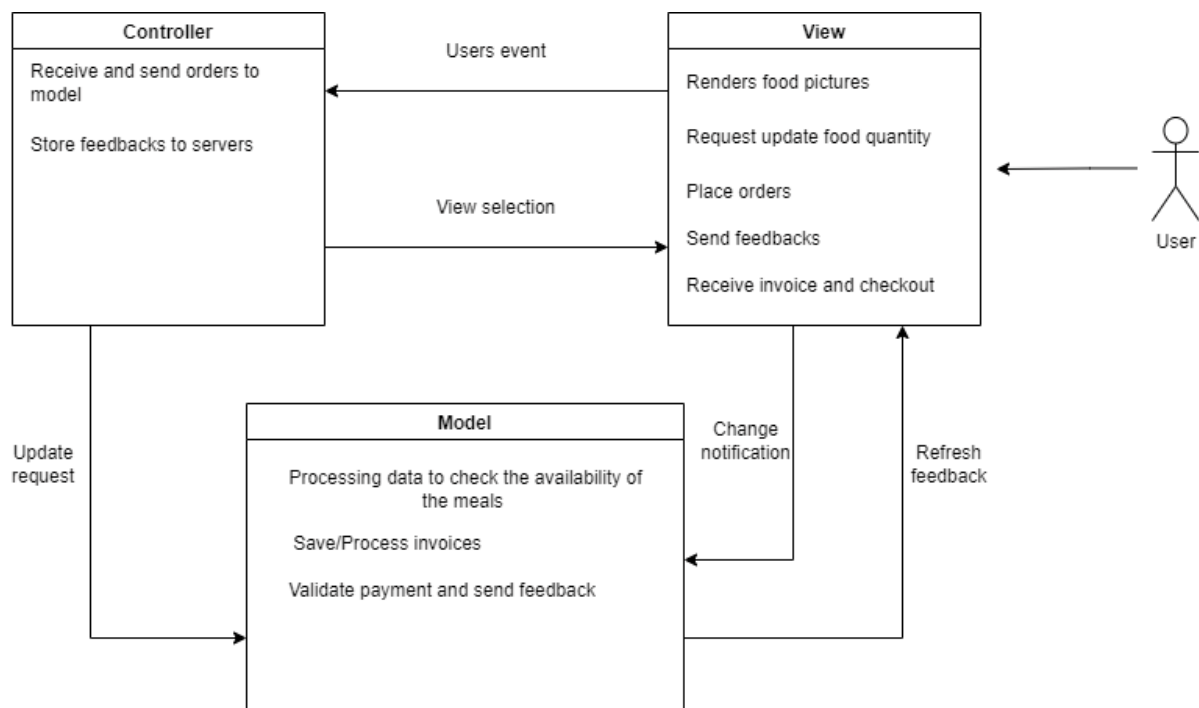 Controller
Receive and send orders to
model
Store feedbacks to servers
Users event
View selection
View
Renders food pictures
Request update food quantity
Place orders
Send feedbacks
Receive invoice and checkout
User
Update
request
Model
Processing data to check the availability of
the meals
Save/Process invoices
Validate payment and send feedback
Change
notification
Refresh
feedback